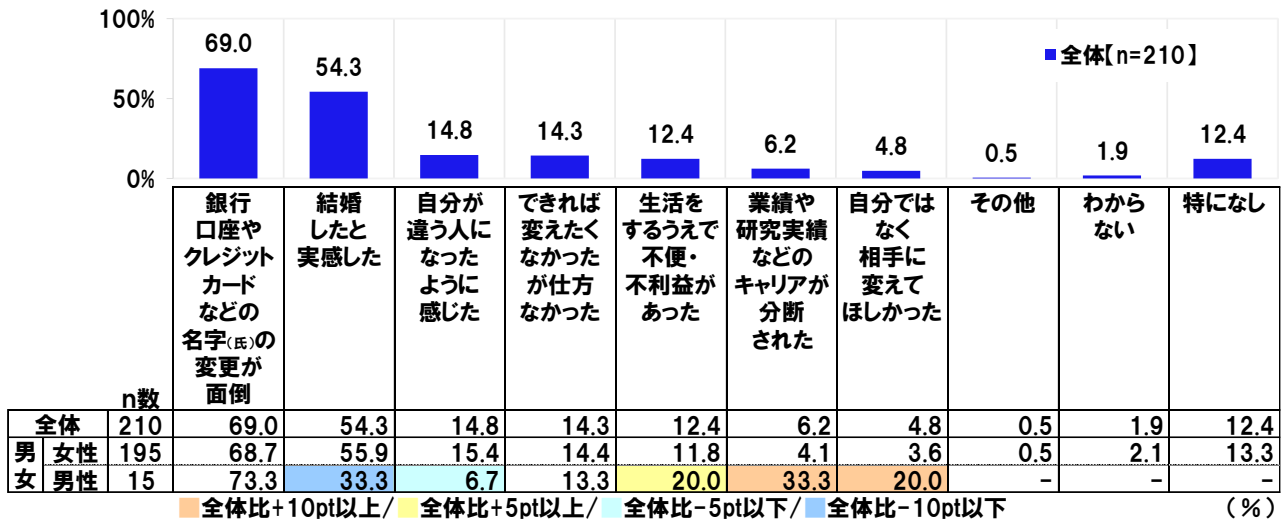 100%
50%
0%
69.0
54.3
14.8
14.3
12.4
6.2
4.8
0.5
1.9
12.4
■全体【n=210】
銀行
口座や
クレジット
カード
などの
名字(氏)の
変更が
面倒
結婚
したと
実感した
自分が
違う人に
なった
ように
感じた
できれば
変えたく
なかった
が仕方
なかった
生活を
するうえで
不便・
不利益が
あった
業績や
研究実績
などの
キャリアが
分断
された
自分では
なく
相手に
変えて
ほしかった
その他
わから
ない
特になし
n数
全体 210 69.0 54.3 14.8 14.3 12.4 6.2 4.8 0.5 1.9 12.4
男女
女性 195 68.7 55.9 15.4 14.4 11.8 4.1 3.6 0.5 2.1 13.3
男性 15 73.3 33.3 6.7 13.3 20.0 33.3 20.0 - - -
■全体比+10pt以上/ ■全体比+5pt以上/ ■全体比-5pt以下/ ■全体比-10pt以下 (%)